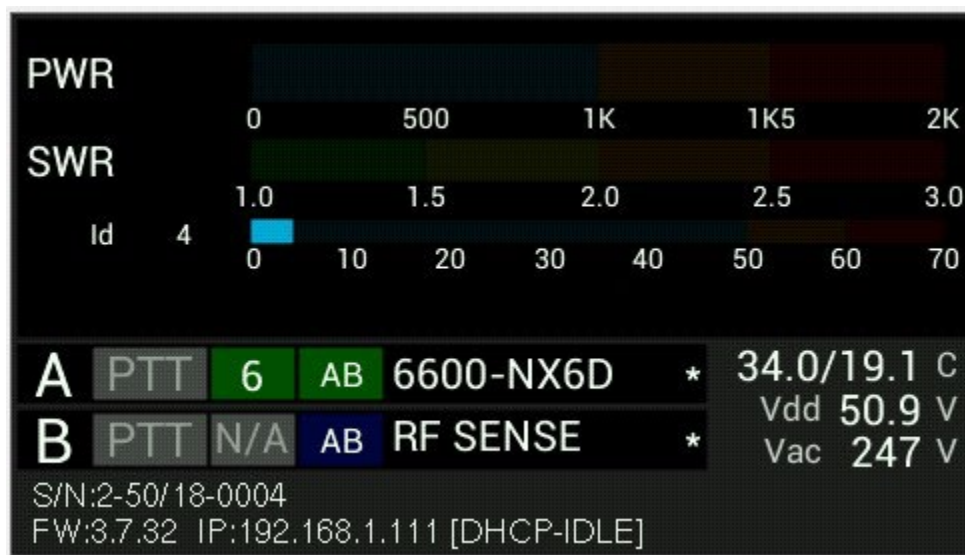 PWR
0 500 1K 1K5 2K
SWR
1.0 1.5 2.0 2.5 3.0
Id 4
0 10 20 30 40 50 60 70
A PTT 6 AB 6600-NX6D * 34.0/19.1 C
Vdd 50.9 V
B PTT N/A AB RF SENSE *
Vac 247 V
S/N:2-50/18-0004
FW:3.7.32 IP:192.168.1.111 [DHCP-IDLE]